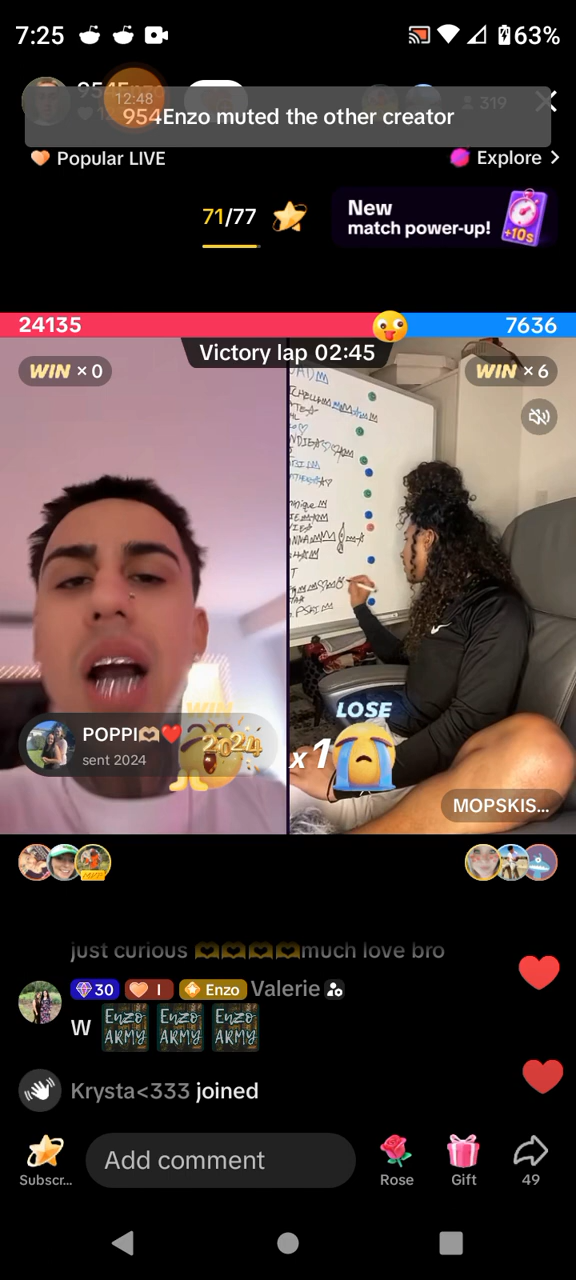 7:25
63%
12:48
319
954Enzo muted the other creator
Popular LIVE
Explore
71/77
New
match power-up!
+10s
24135
7636
Victory lap 02:45
WIN × 0
WIN × 6
WIN
LOSE
POPPI🫶❤️
sent 2024
2024
x1
MOPSKIS...
just curious 🫶🫶🫶🫶much love bro
30 I Enzo Valerie
W Enzo ARMY Enzo ARMY Enzo ARMY
Krysta<333 joined
Add comment
Subscr...
Rose
Gift
49